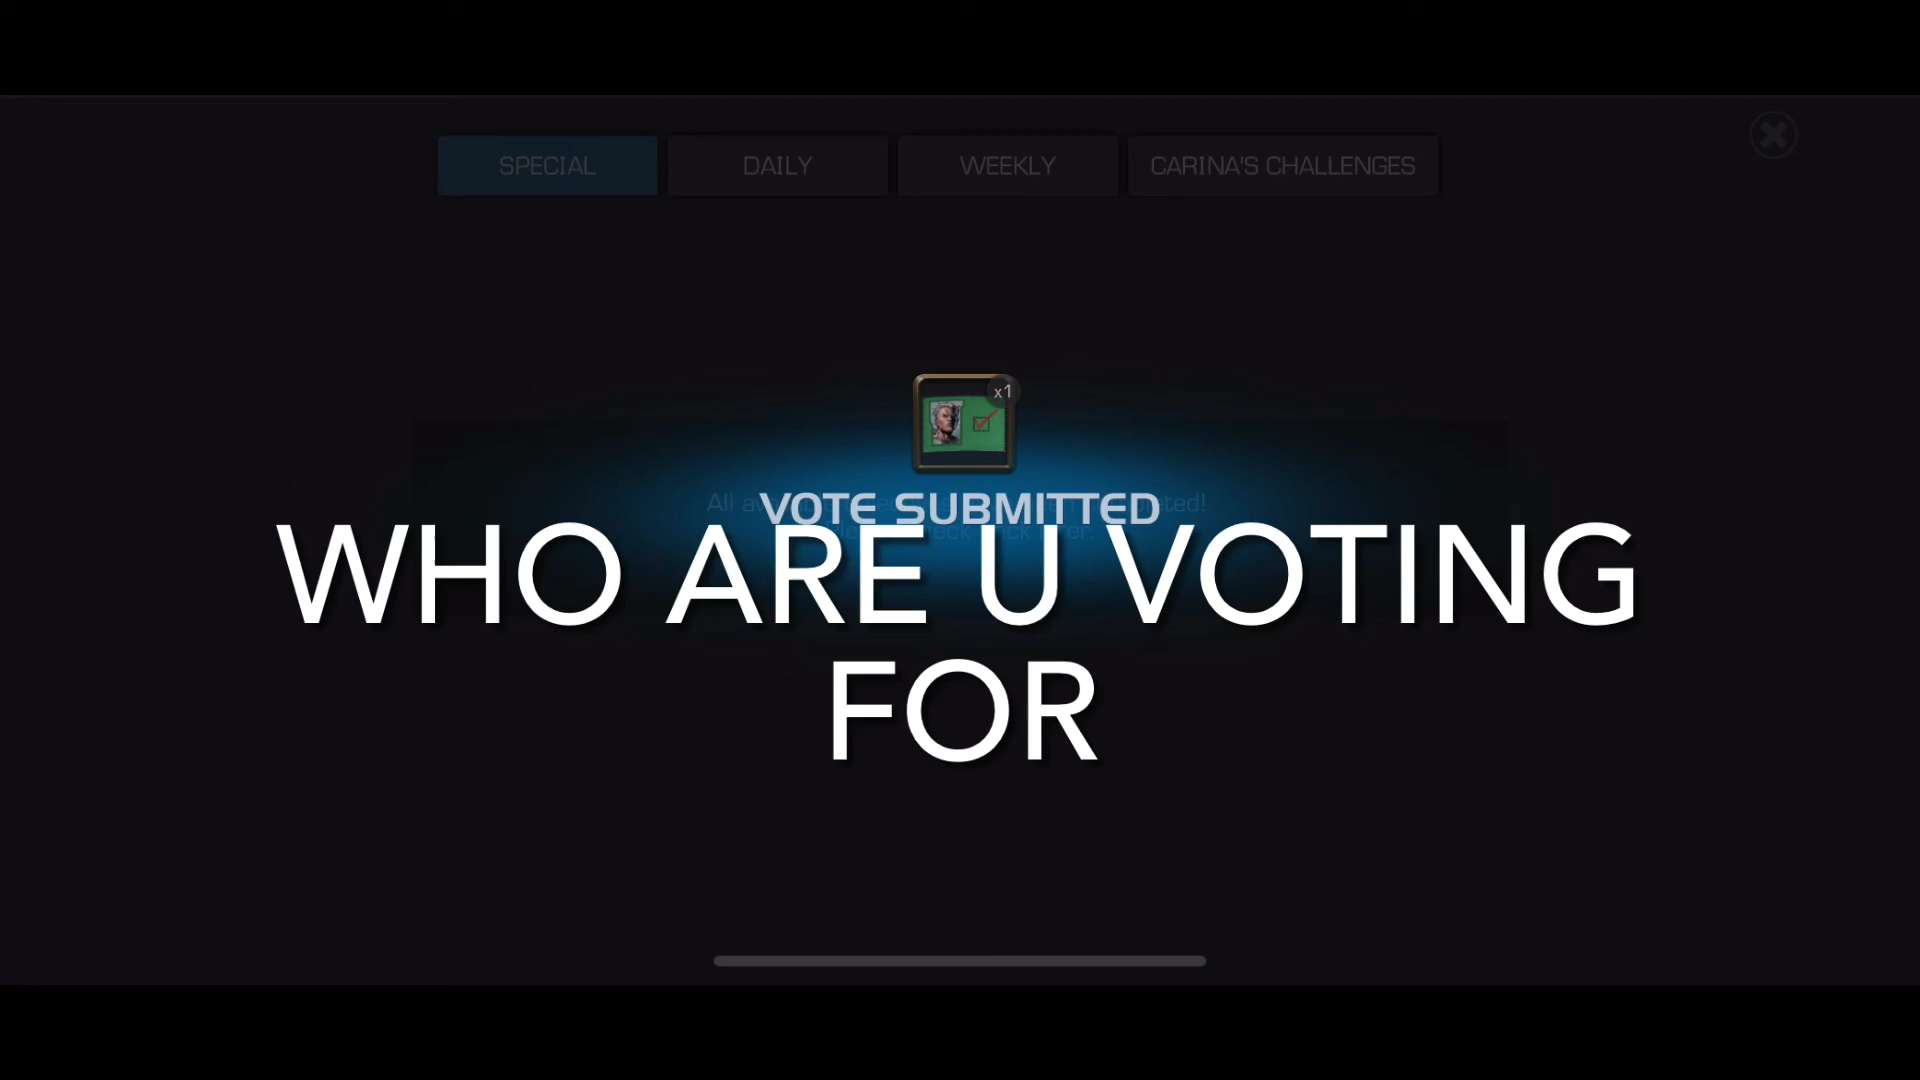 SPECIAL
DAILY
WEEKLY
CARINA'S CHALLENGES
x1
VOTE SUBMITTED
WHO ARE U VOTING
FOR